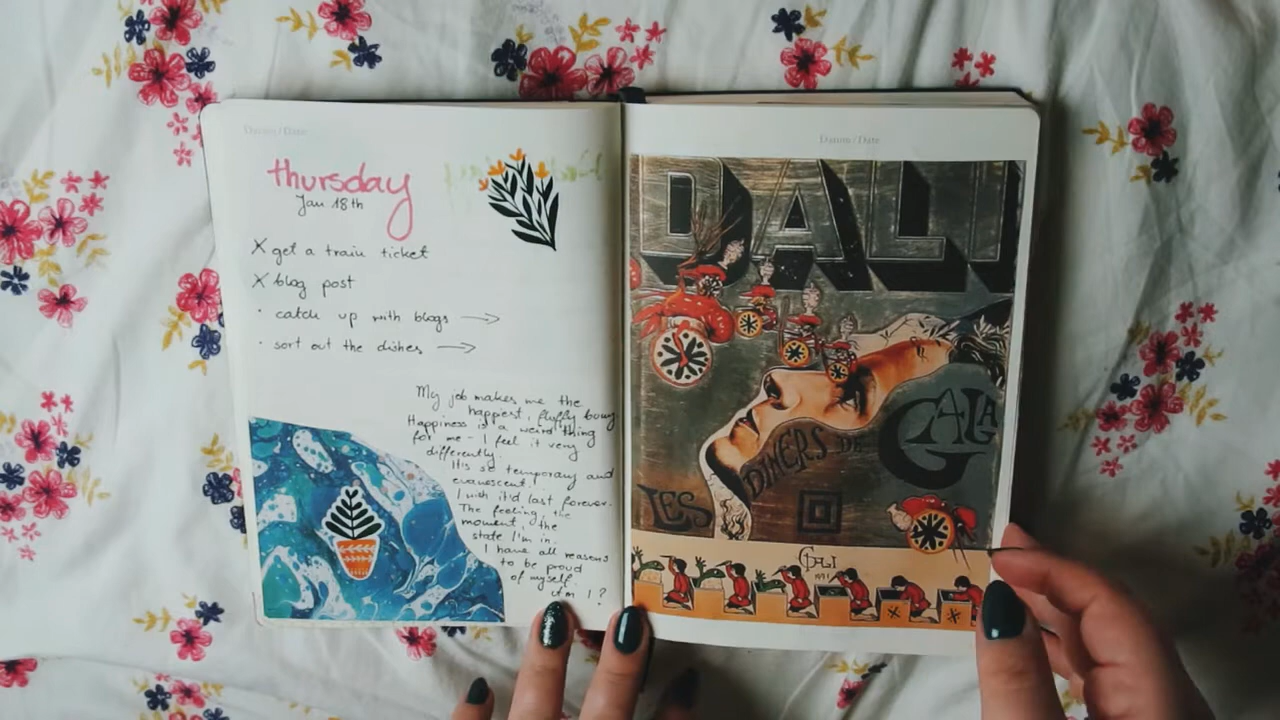 Datum / Date
thursday
Jan 18th
X get a train ticket
X blog post
· catch up with blogs →
· sort out the dishes →
My job makes me the
happiest, fluffy bunny
Happiness is a weird thing
for me - I feel it very
differently.
It's so temporary and
evanescent.
I wish it'd last forever.
The feeling, the
moment, the
state I'm in.
I have all reasons
to be proud
of myself.
Am I?
Datum / Date
DALI
LES DINERS DE GALA
DALI
1971